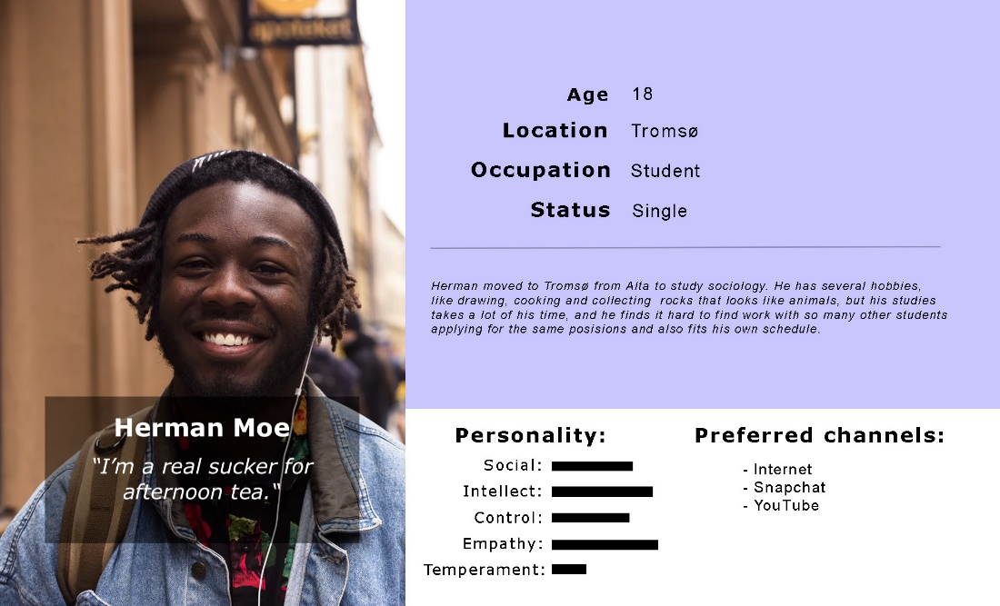 apoteket
Herman Moe
“I’m a real sucker for
afternoon tea.“
Age 18
Location Tromsø
Occupation Student
Status Single
Herman moved to Tromsø from Alta to study sociology. He has several hobbies,
like drawing, cooking and collecting rocks that looks like animals, but his studies
takes a lot of his time, and he finds it hard to find work with so many other students
applying for the same posisions and also fits his own schedule.
Personality:
Social:
Intellect:
Control:
Empathy:
Temperament:
Preferred channels:
- Internet
- Snapchat
- YouTube